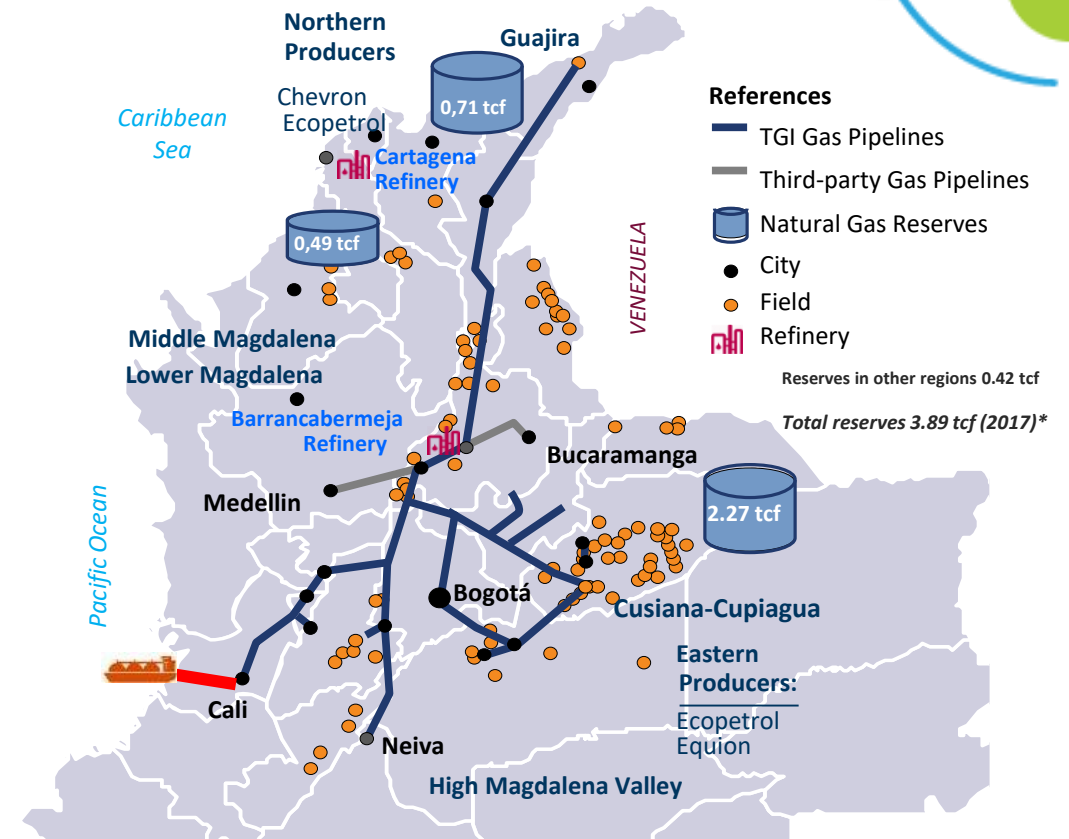 Northern
Producers
Guajira
Chevron
Ecopetrol
0,71 tcf
Caribbean
Sea
Cartagena
Refinery
0,49 tcf
VENEZUELA
References
TGI Gas Pipelines
Third-party Gas Pipelines
Natural Gas Reserves
City
Field
Refinery
Reserves in other regions 0.42 tcf
Total reserves 3.89 tcf (2017)*
Middle Magdalena
Lower Magdalena
Barrancabermeja
Refinery
Bucaramanga
Medellin
2.27 tcf
Pacific Ocean
Bogotá
Cusiana-Cupiagua
Eastern
Producers:
Ecopetrol
Equion
Cali
Neiva
High Magdalena Valley